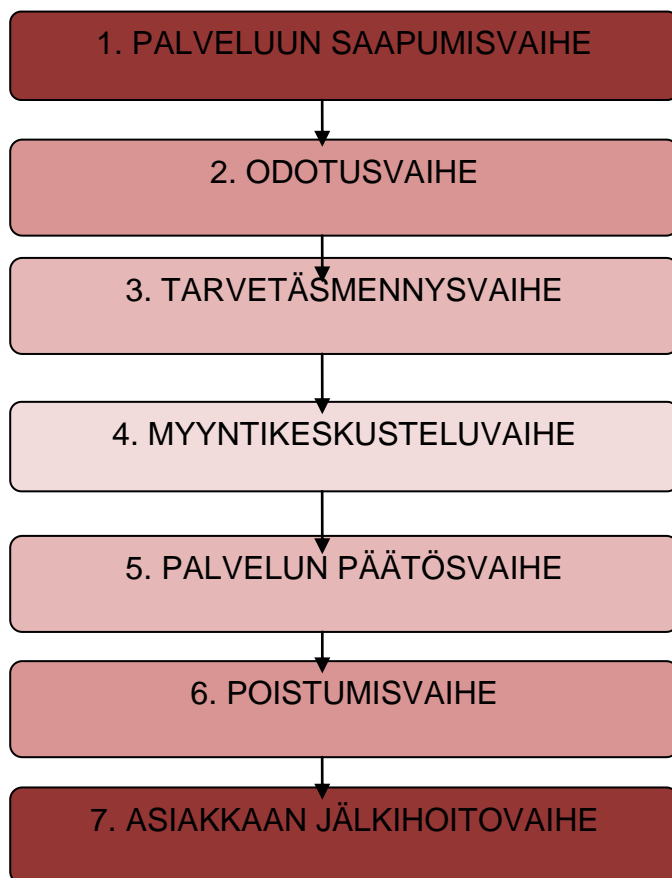 1. PALVELUUN SAAPUMISVAIHE
2. ODOTUSVAIHE
3. TARVETÄSMENNYSVAIHE
4. MYYNTIKESKUSTELUVAIHE
5. PALVELUN PÄÄTÖSVAIHE
6. POISTUMISVAIHE
7. ASIAKKAAN JÄLKIHOITOVAIHE